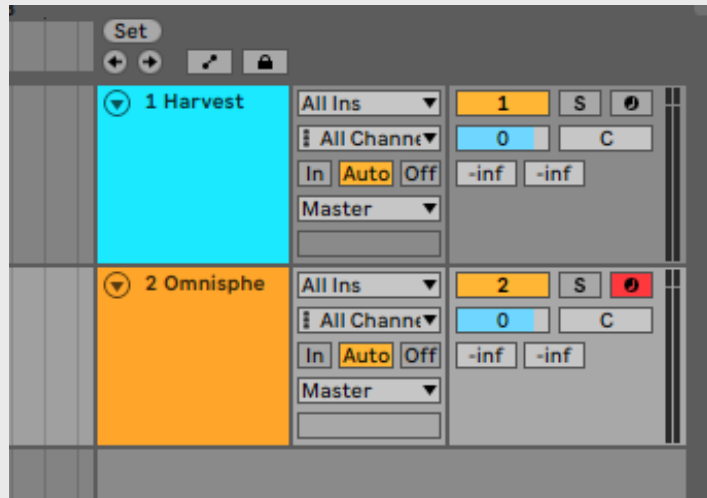 Set
1 Harvest
All Ins
1
S
All Channe
0
C
In Auto Off
-inf -inf
Master
2 Omnisphe
All Ins
2
S
All Channe
0
C
In Auto Off
-inf -inf
Master